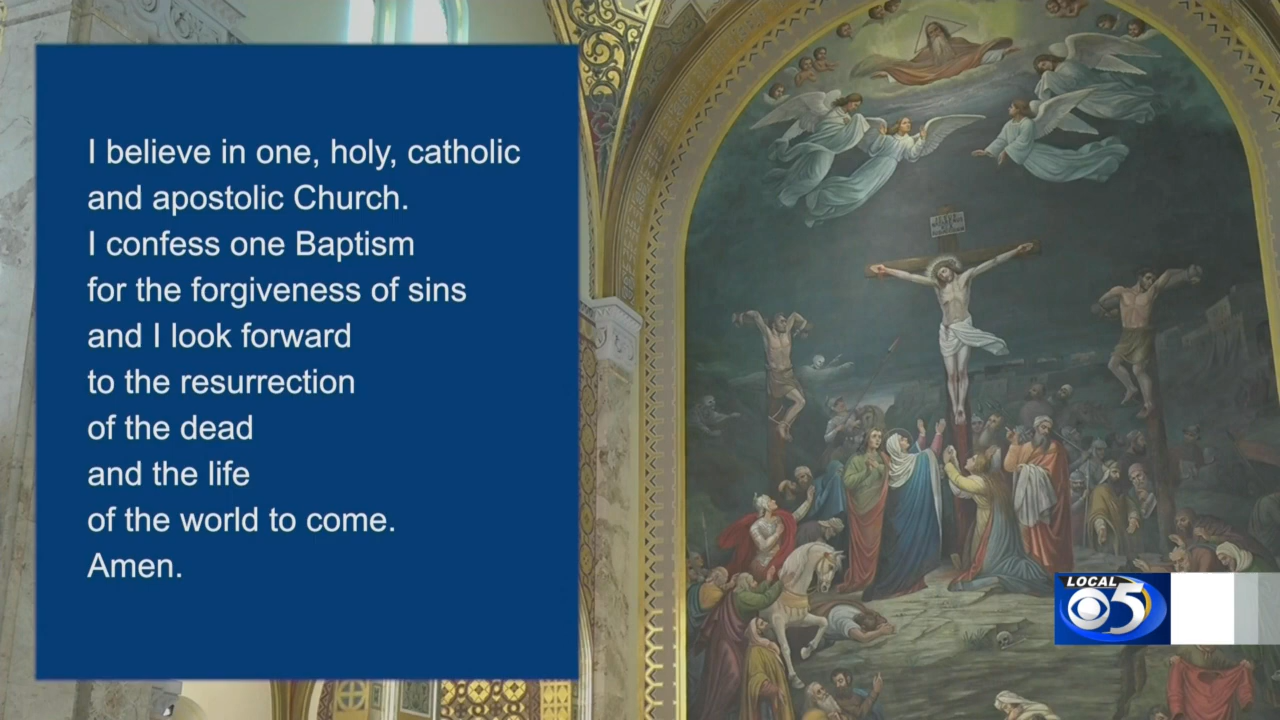 I believe in one, holy, catholic
and apostolic Church.
I confess one Baptism
for the forgiveness of sins
and I look forward
to the resurrection
of the dead
and the life
of the world to come.
Amen.
LOCAL
5